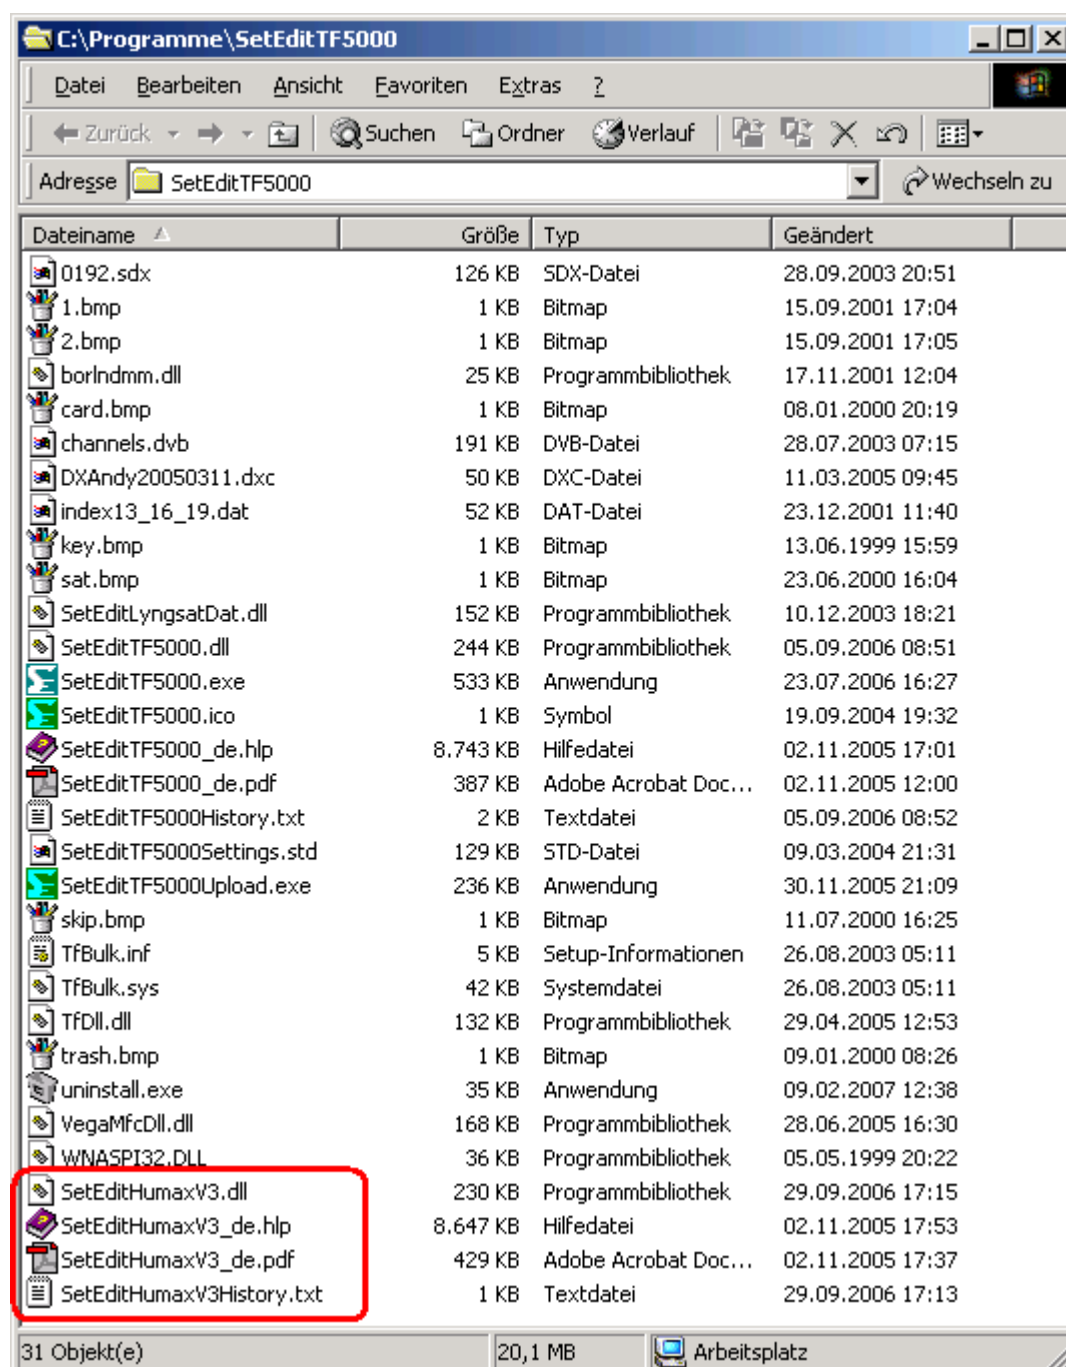 C:\Programme\SetEditTF5000
Datei Bearbeiten Ansicht Favoriten Extras ?
Zurück Suchen Ordner Verlauf
Adresse SetEditTF5000 Wechseln zu
Dateiname Größe Typ Geändert
0192.sdx 126 KB SDX-Datei 28.09.2003 20:51
1.bmp 1 KB Bitmap 15.09.2001 17:04
2.bmp 1 KB Bitmap 15.09.2001 17:05
borlndmm.dll 25 KB Programmbibliothek 17.11.2001 12:04
card.bmp 1 KB Bitmap 08.01.2000 20:19
channels.dvb 191 KB DVB-Datei 28.07.2003 07:15
DXAndy20050311.dxc 50 KB DXC-Datei 11.03.2005 09:45
index13_16_19.dat 52 KB DAT-Datei 23.12.2001 11:40
key.bmp 1 KB Bitmap 13.06.1999 15:59
sat.bmp 1 KB Bitmap 23.06.2000 16:04
SetEditLyngsatDat.dll 152 KB Programmbibliothek 10.12.2003 18:21
SetEditTF5000.dll 244 KB Programmbibliothek 05.09.2006 08:51
SetEditTF5000.exe 533 KB Anwendung 23.07.2006 16:27
SetEditTF5000.ico 1 KB Symbol 19.09.2004 19:32
SetEditTF5000_de.hlp 8.743 KB Hilfedatei 02.11.2005 17:01
SetEditTF5000_de.pdf 387 KB Adobe Acrobat Doc... 02.11.2005 12:00
SetEditTF5000History.txt 2 KB Textdatei 05.09.2006 08:52
SetEditTF5000Settings.std 129 KB STD-Datei 09.03.2004 21:31
SetEditTF5000Upload.exe 236 KB Anwendung 30.11.2005 21:09
skip.bmp 1 KB Bitmap 11.07.2000 16:25
TfBulk.inf 5 KB Setup-Informationen 26.08.2003 05:11
TfBulk.sys 42 KB Systemdatei 26.08.2003 05:11
TfDll.dll 132 KB Programmbibliothek 29.04.2005 12:53
trash.bmp 1 KB Bitmap 09.01.2000 08:26
uninstall.exe 35 KB Anwendung 09.02.2007 12:38
VegaMfcDll.dll 168 KB Programmbibliothek 28.06.2005 16:30
WNASPI32.DLL 36 KB Programmbibliothek 05.05.1999 20:22
SetEditHumaxV3.dll 230 KB Programmbibliothek 29.09.2006 17:15
SetEditHumaxV3_de.hlp 8.647 KB Hilfedatei 02.11.2005 17:53
SetEditHumaxV3_de.pdf 429 KB Adobe Acrobat Doc... 02.11.2005 17:37
SetEditHumaxV3History.txt 1 KB Textdatei 29.09.2006 17:13
31 Objekt(e) 20,1 MB Arbeitsplatz